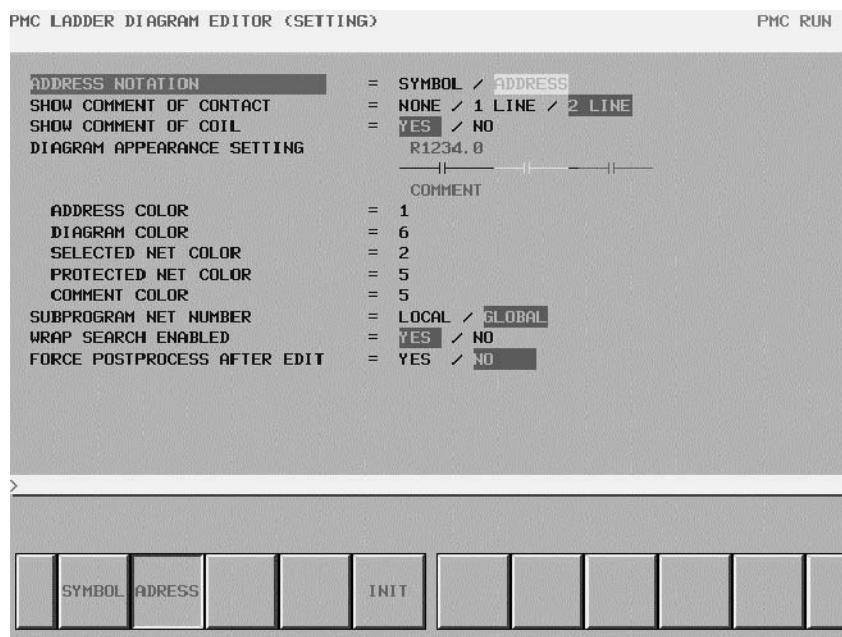 PMC LADDER DIAGRAM EDITOR (SETTING) PMC RUN
ADDRESS NOTATION = SYMBOL / ADDRESS
SHOW COMMENT OF CONTACT = NONE / 1 LINE / 2 LINE
SHOW COMMENT OF COIL = YES / NO
DIAGRAM APPEARANCE SETTING R1234.0
COMMENT
ADDRESS COLOR = 1
DIAGRAM COLOR = 6
SELECTED NET COLOR = 2
PROTECTED NET COLOR = 5
COMMENT COLOR = 5
SUBPROGRAM NET NUMBER = LOCAL / GLOBAL
WRAP SEARCH ENABLED = YES / NO
FORCE POSTPROCESS AFTER EDIT = YES / NO
>
SYMBOL ADRESS INIT